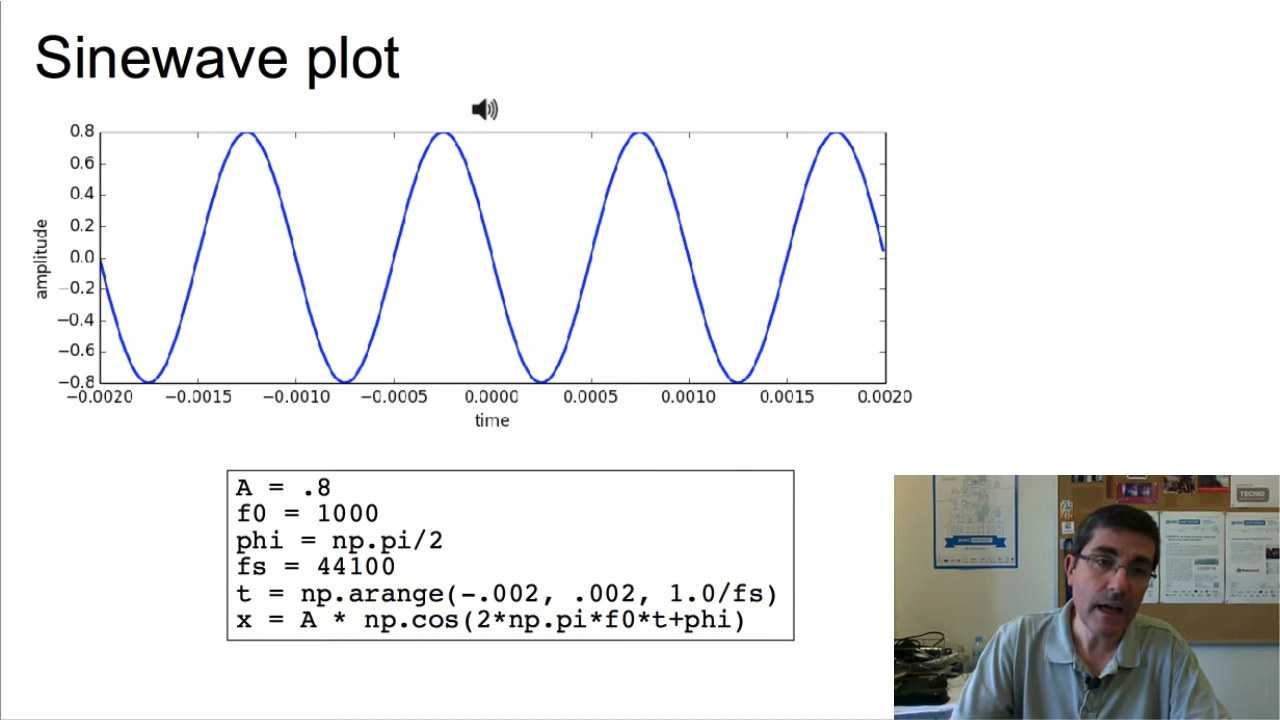 Sinewave plot
0.8
0.6
0.4
0.2
0.0
−0.2
−0.4
−0.6
−0.8
amplitude
−0.0020 −0.0015 −0.0010 −0.0005 0.0000 0.0005 0.0010 0.0015 0.0020
time
A = .8
f0 = 1000
phi = np.pi/2
fs = 44100
t = np.arange(-.002, .002, 1.0/fs)
x = A * np.cos(2*np.pi*f0*t+phi)
TECNIO